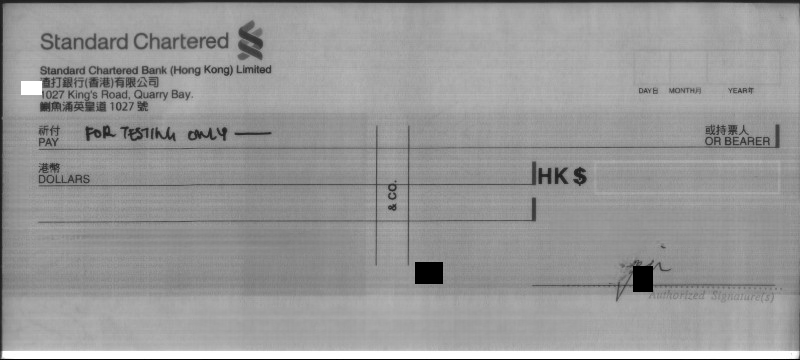 Standard Chartered
Standard Chartered Bank (Hong Kong) Limited
渣打銀行(香港)有限公司
1027 King's Road, Quarry Bay.
鰂魚涌英皇道 1027 號
DAY日 MONTH月 YEAR年
祈付 PAY FOR TESTING ONLY 或持票人 OR BEARER
港幣 DOLLARS HK $
& CO.
Authorized Signature(s)